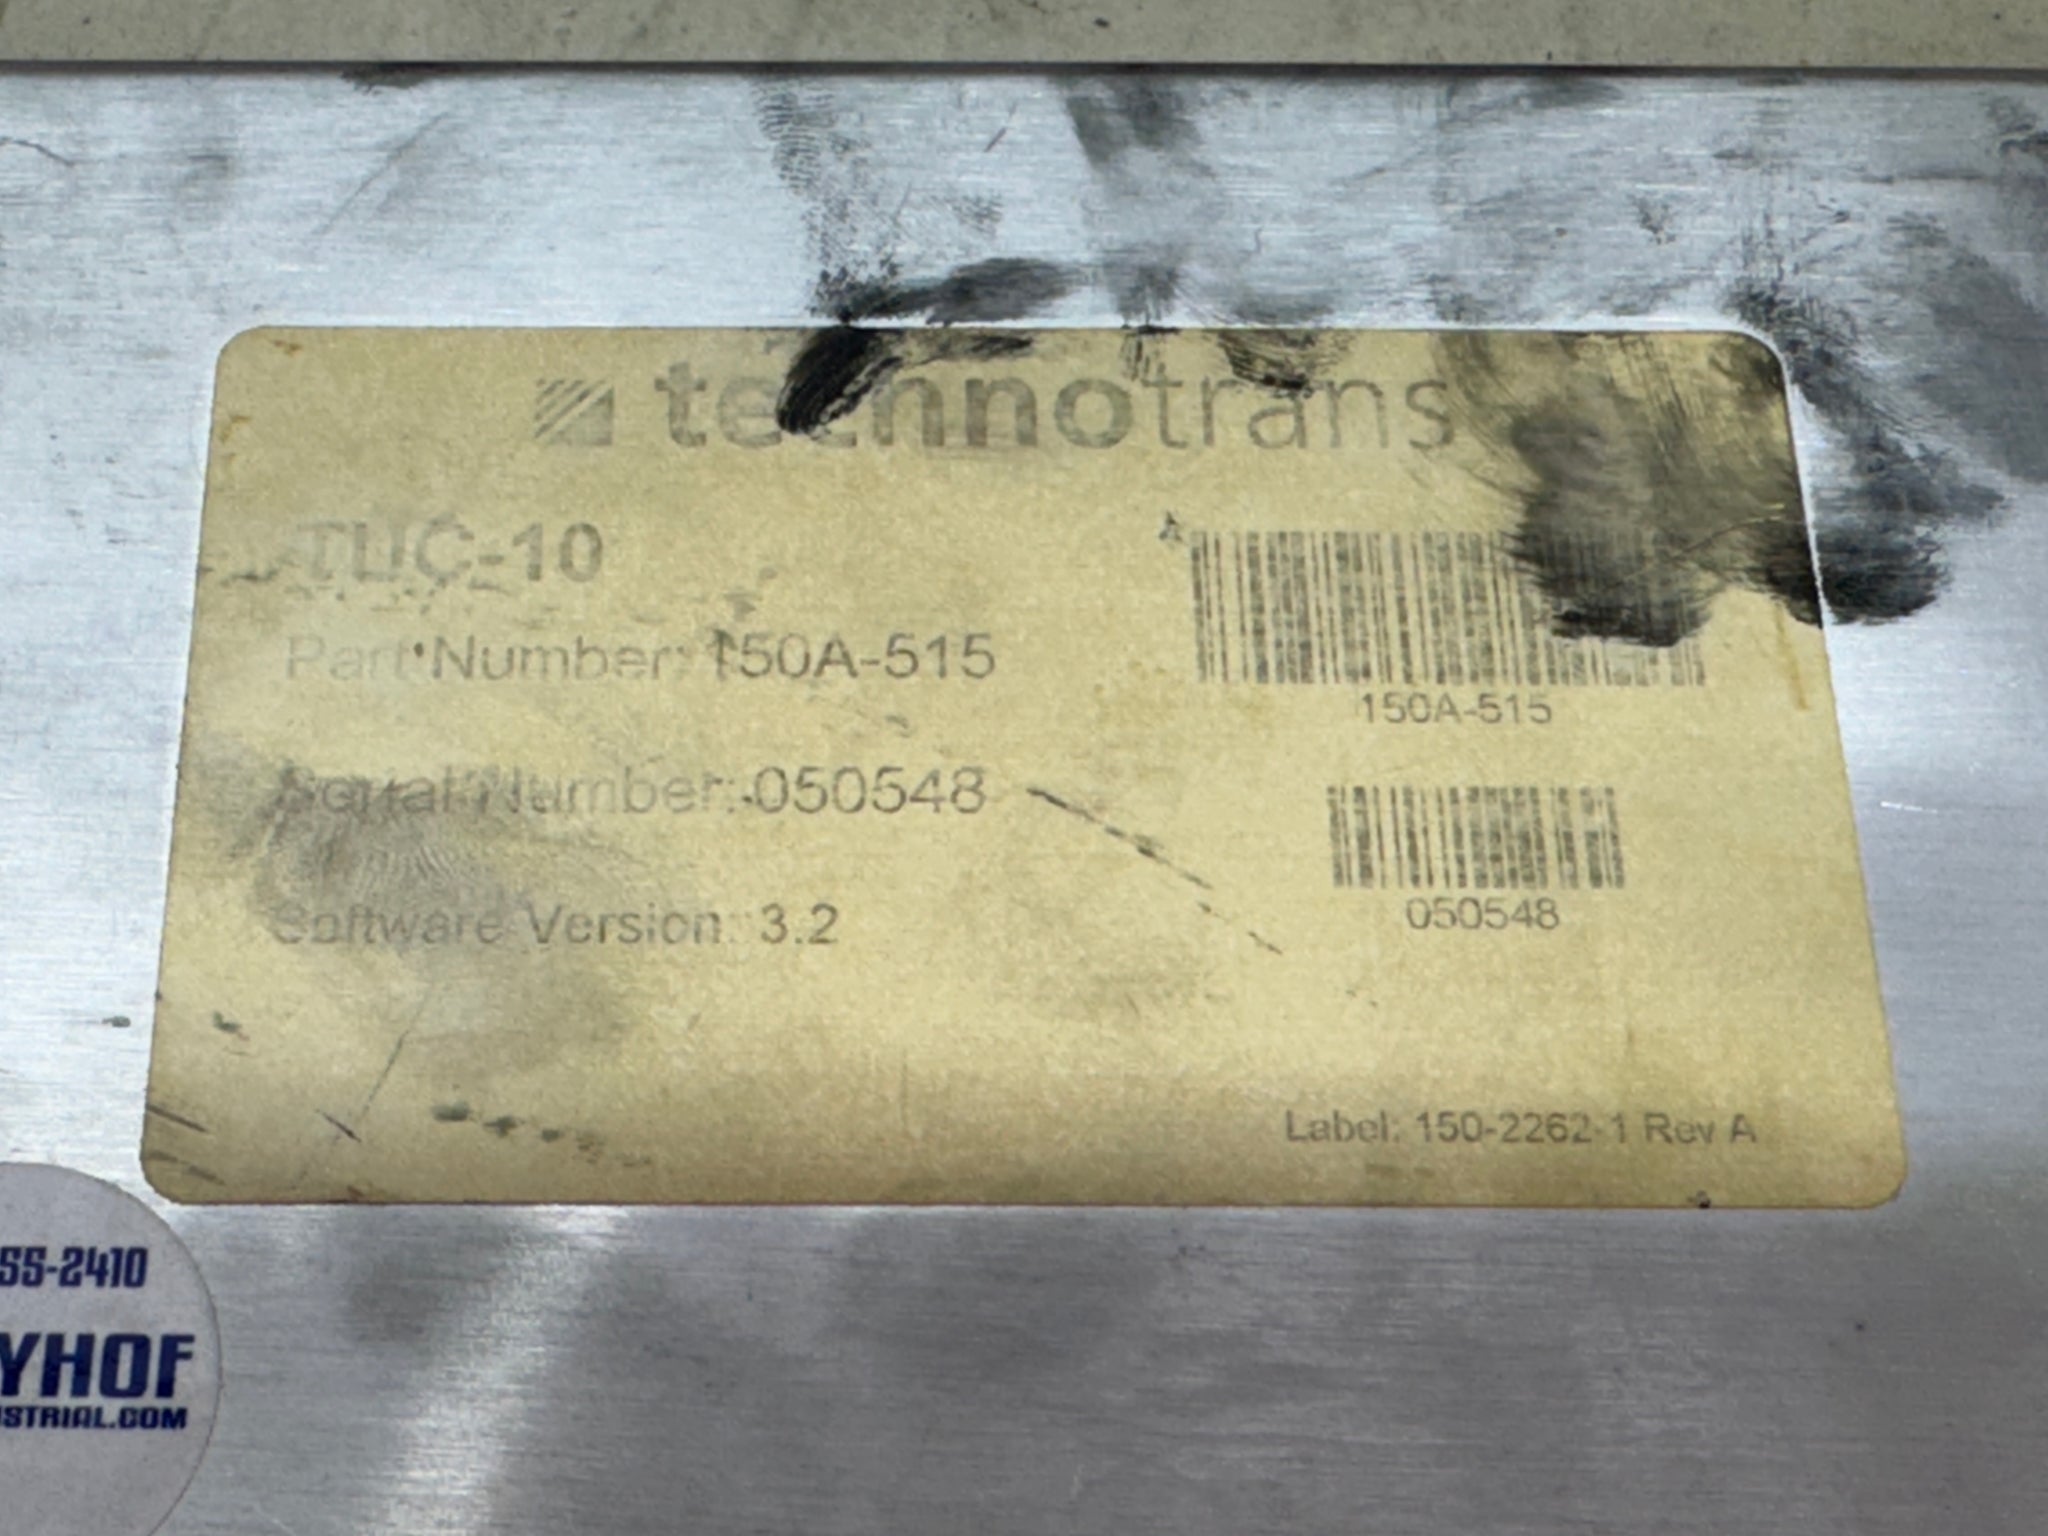 technotrans
TUC-10
Part Number: 150A-515
150A-515
Serial Number: 050548
050548
Software Version: 3.2
Label: 150-2262-1 Rev A
SS-2410
YHOF
STRIAL.COM